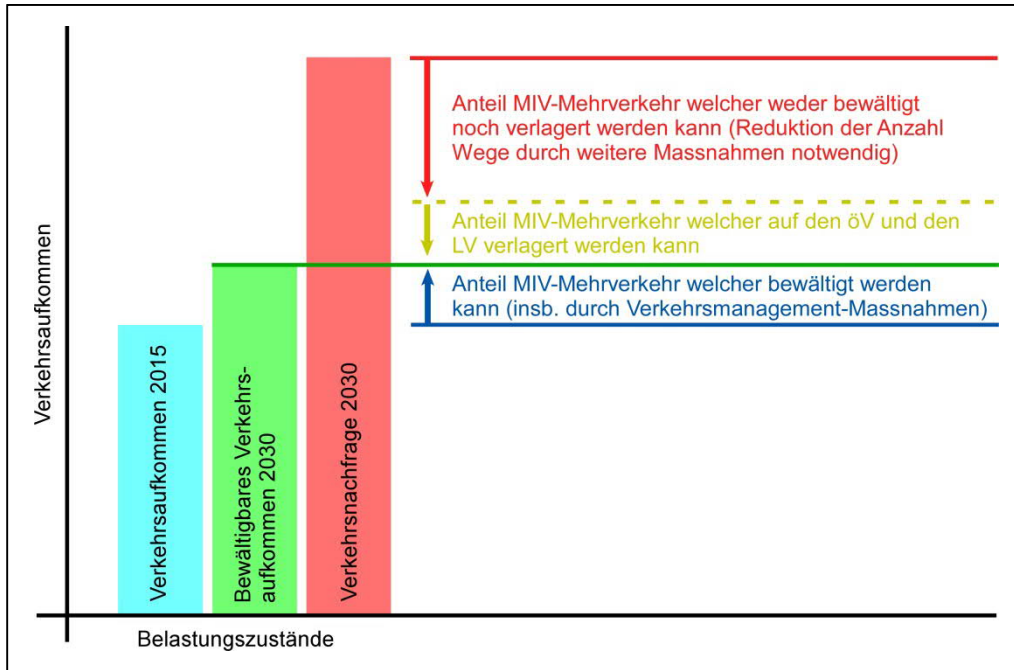 Verkehrsaufkommen
Verkehrsaufkommen 2015
Bewältigbares Verkehrs-
aufkommen 2030
Verkehrsnachfrage 2030
Belastungszustände
Anteil MIV-Mehrverkehr welcher weder bewältigt
noch verlagert werden kann (Reduktion der Anzahl
Wege durch weitere Massnahmen notwendig)
Anteil MIV-Mehrverkehr welcher auf den öV und den
LV verlagert werden kann
Anteil MIV-Mehrverkehr welcher bewältigt werden
kann (insb. durch Verkehrsmanagement-Massnahmen)